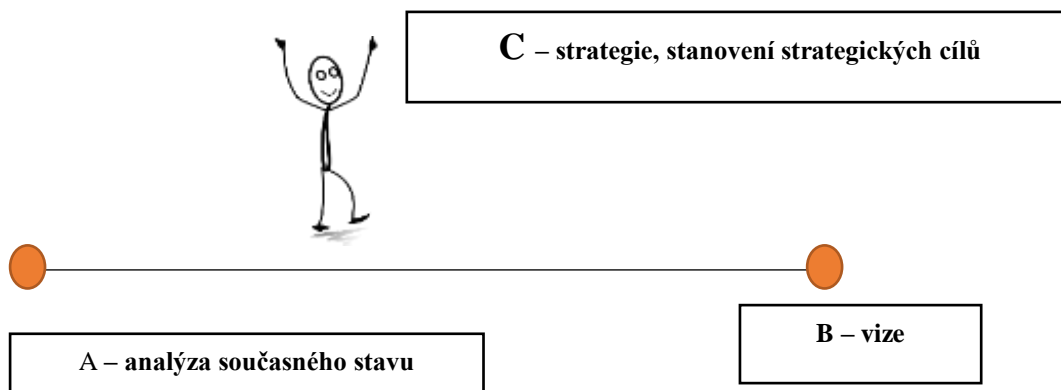 C – strategie, stanovení strategických cílů
B – vize
A – analýza současného stavu